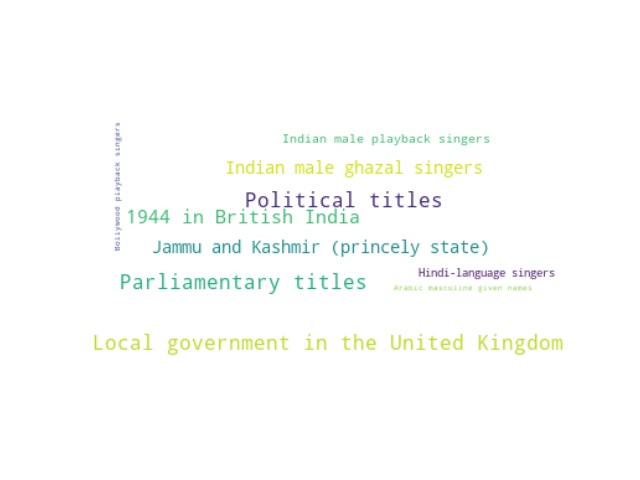 Bollywood playback singers
Indian male playback singers
Indian male ghazal singers
Political titles
1944 in British India
Jammu and Kashmir (princely state)
Hindi-language singers
Parliamentary titles
Arabic masculine given names
Local government in the United Kingdom